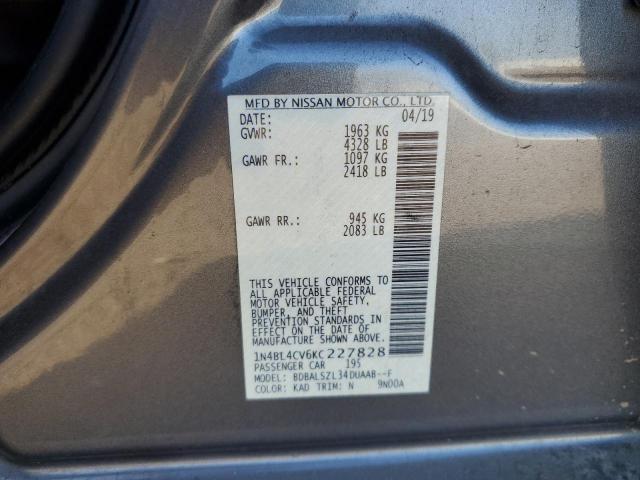 MFD BY NISSAN MOTOR CO., LTD.
DATE: 04/19
GVWR: 1963 KG
4328 LB
GAWR FR.: 1097 KG
2418 LB
GAWR RR.: 945 KG
2083 LB
THIS VEHICLE CONFORMS TO
ALL APPLICABLE FEDERAL
MOTOR VEHICLE SAFETY,
BUMPER, AND THEFT
PREVENTION STANDARDS IN
EFFECT ON THE DATE OF
MANUFACTURE SHOWN ABOVE.
1N4BL4CV6KC227828
PASSENGER CAR 195
MODEL: BDBALSZL34DUAAB--F
COLOR: KAD TRIM: N 9N00A